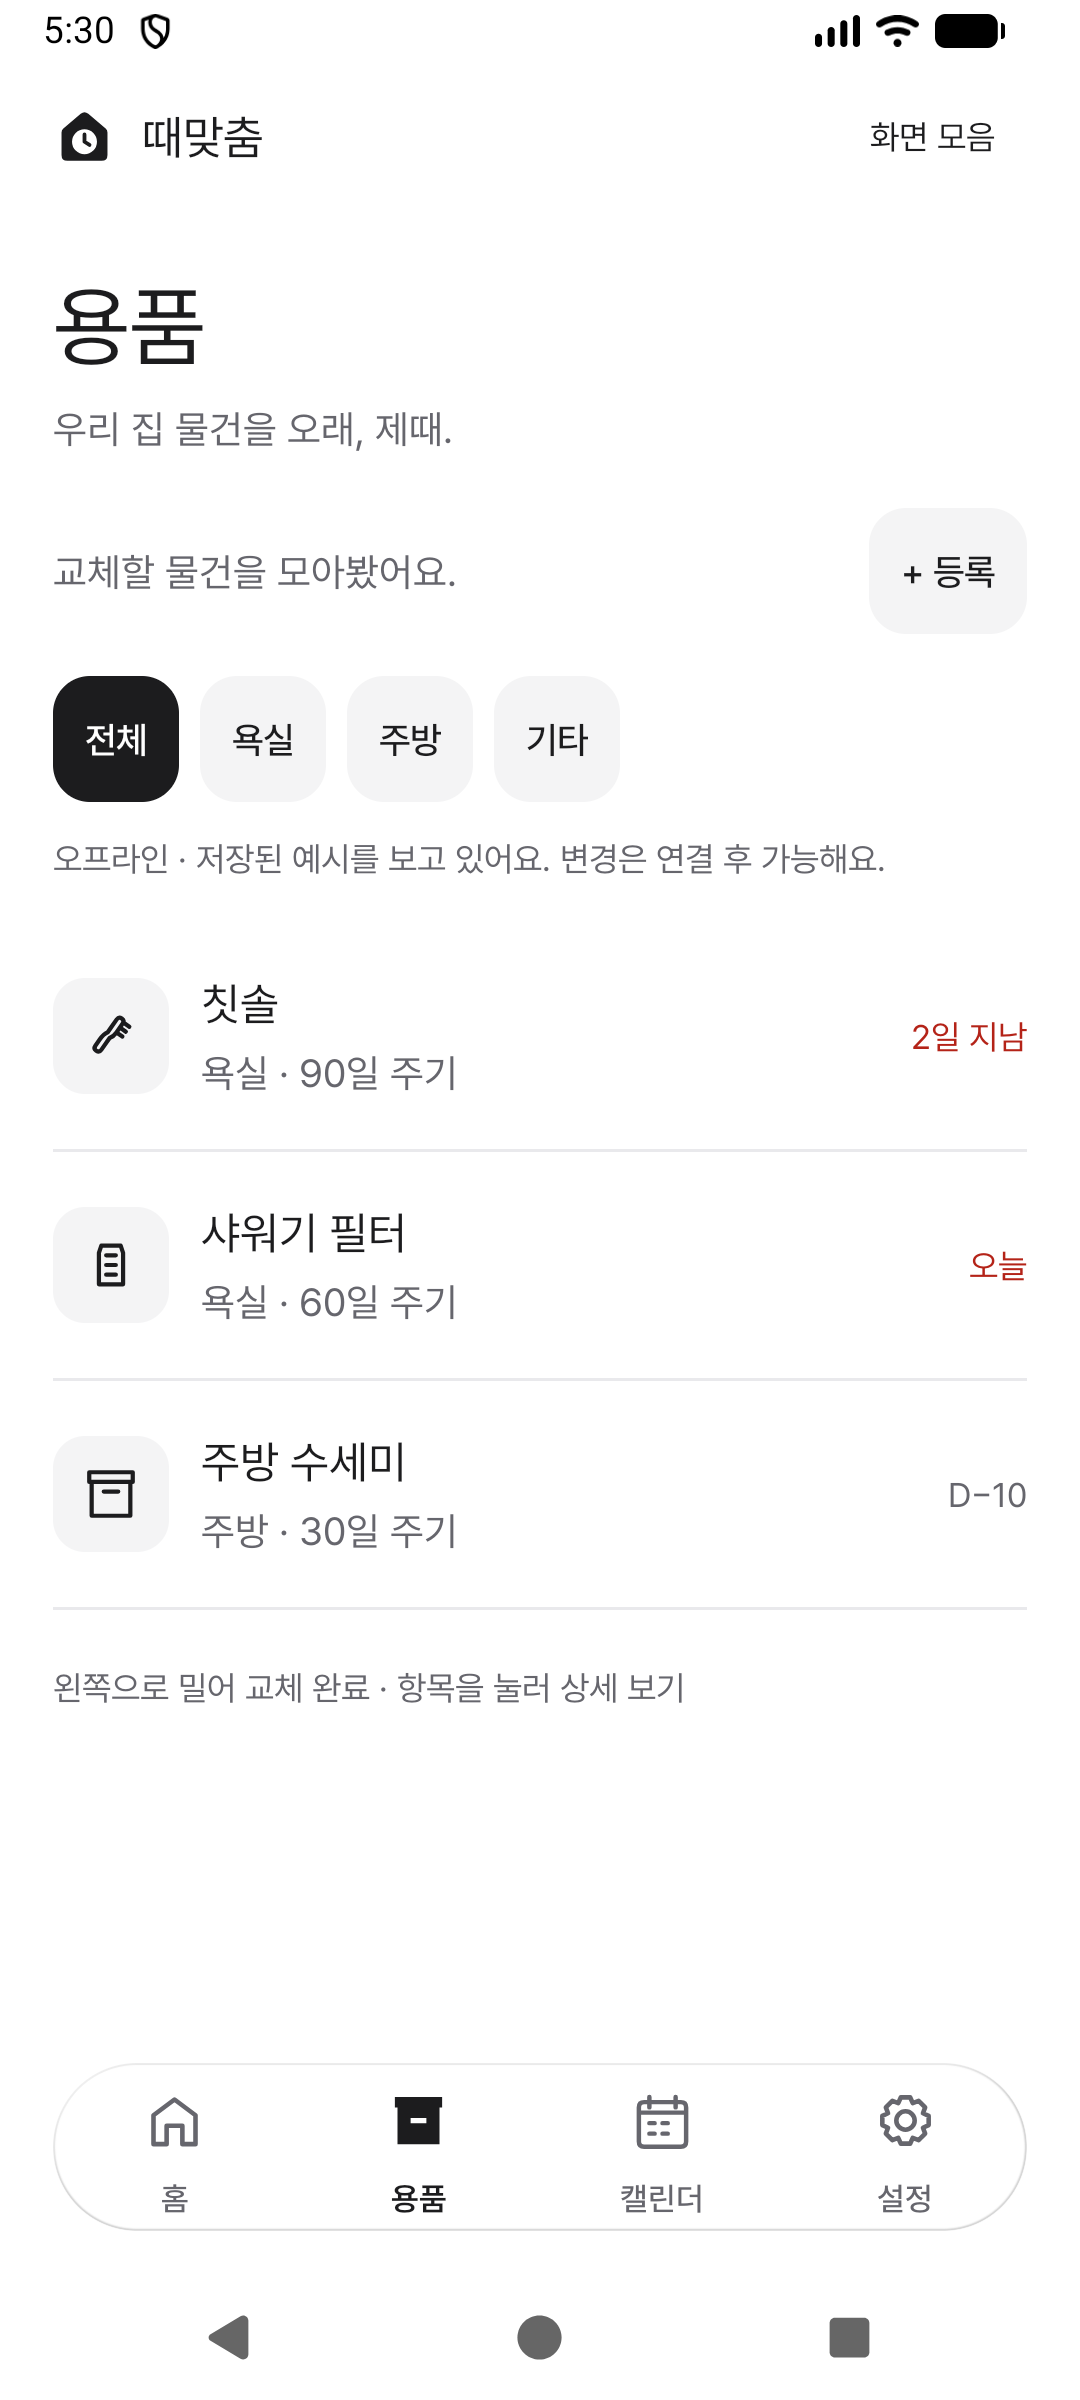 5:30
때맞춤
화면 모음
용품
우리 집 물건을 오래, 제때.
교체할 물건을 모아봤어요.
+ 등록
전체
욕실
주방
기타
오프라인 · 저장된 예시를 보고 있어요. 변경은 연결 후 가능해요.
칫솔
욕실 · 90일 주기
2일 지남
샤워기 필터
욕실 · 60일 주기
오늘
주방 수세미
주방 · 30일 주기
D−10
왼쪽으로 밀어 교체 완료 · 항목을 눌러 상세 보기
홈
용품
캘린더
설정